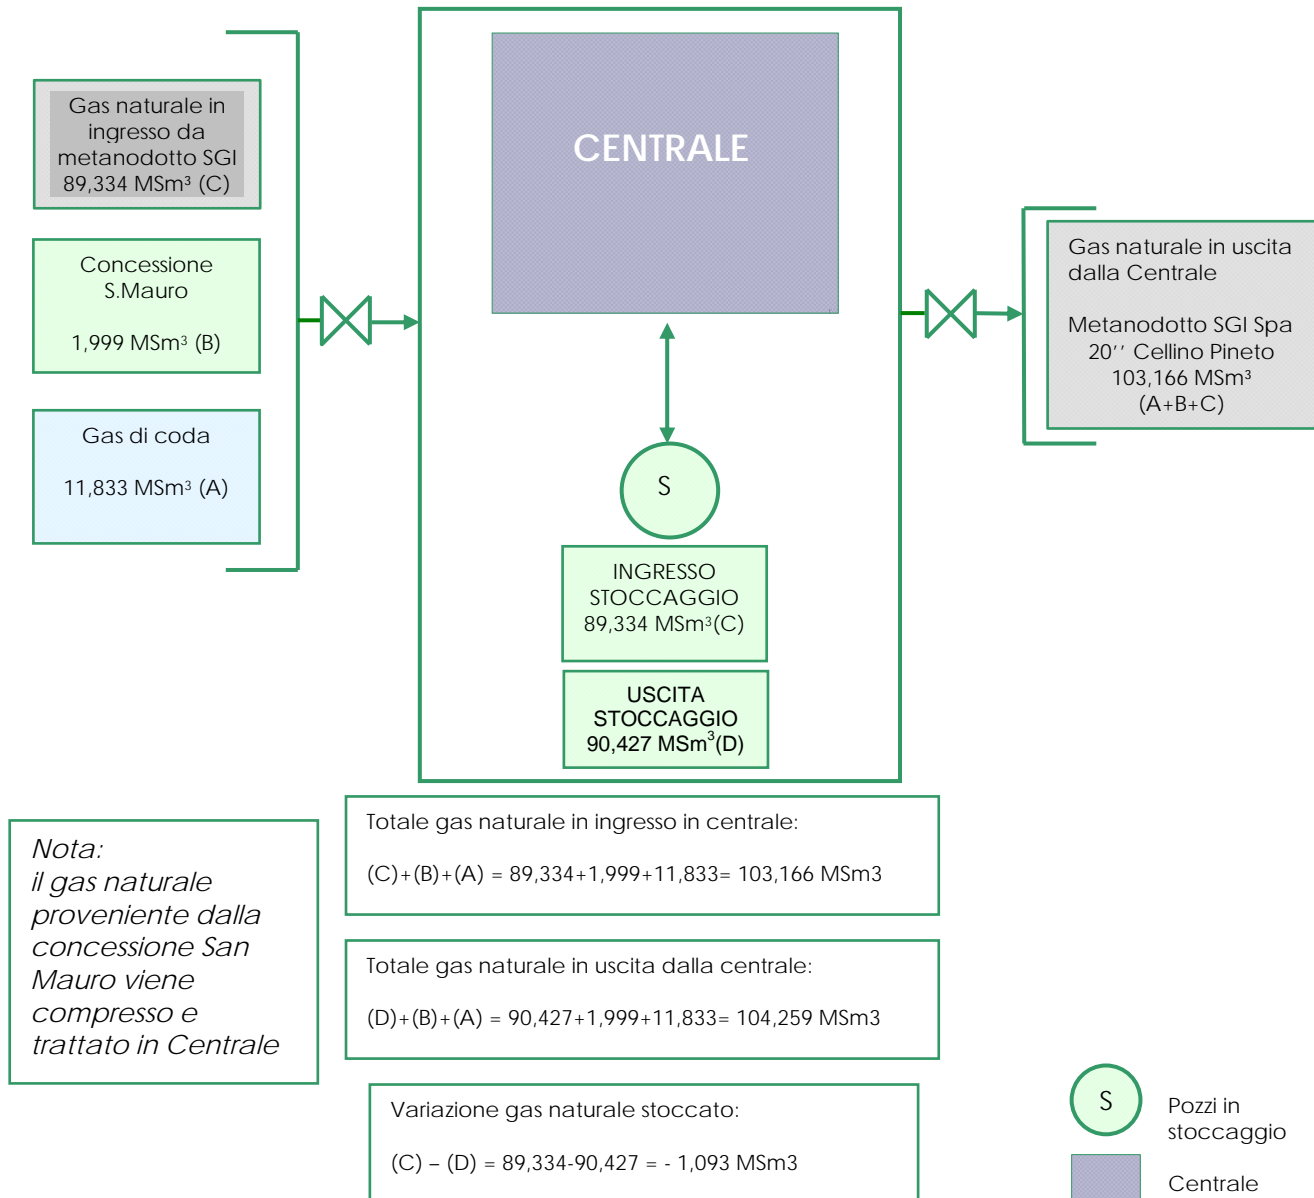 Gas naturale in
ingresso da
metanodotto SGI
89,334 MSm³ (C)
Concessione
S.Mauro
1,999 MSm³ (B)
Gas di coda
11,833 MSm³ (A)
CENTRALE
S
INGRESSO
STOCCAGGIO
89,334 MSm³(C)
USCITA
STOCCAGGIO
90,427 MSm³(D)
Gas naturale in uscita
dalla Centrale
Metanodotto SGI Spa
20'' Cellino Pineto
103,166 MSm³
(A+B+C)
Nota:
il gas naturale
proveniente dalla
concessione San
Mauro viene
compresso e
trattato in Centrale
Totale gas naturale in ingresso in centrale:
(C)+(B)+(A) = 89,334+1,999+11,833= 103,166 MSm3
Totale gas naturale in uscita dalla centrale:
(D)+(B)+(A) = 90,427+1,999+11,833= 104,259 MSm3
Variazione gas naturale stoccato:
(C) – (D) = 89,334-90,427 = - 1,093 MSm3
S
Pozzi in
stoccaggio
Centrale